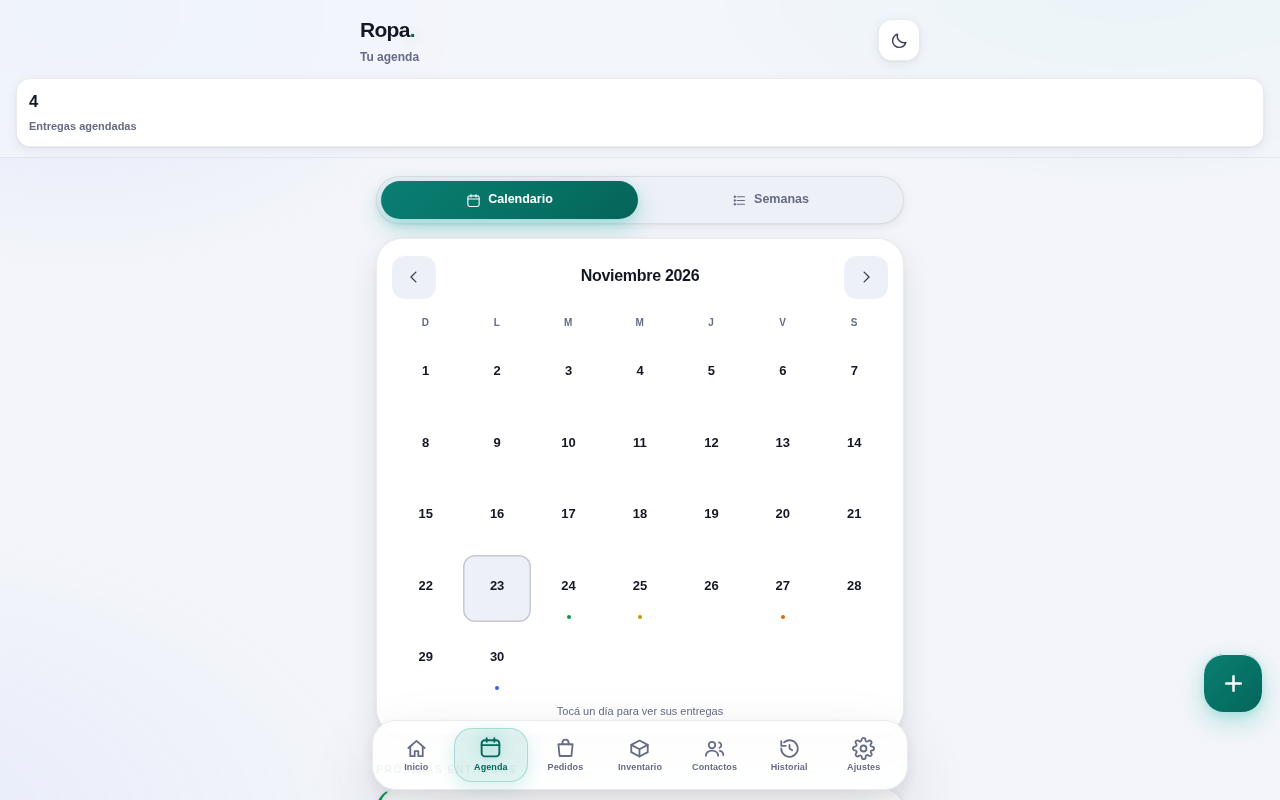 Ropa.
Tu agenda
4
Entregas agendadas
Calendario
Semanas
Noviembre 2026
D L M M J V S
1 2 3 4 5 6 7
8 9 10 11 12 13 14
15 16 17 18 19 20 21
22 23 24 25 26 27 28
29 30
Tocá un día para ver sus entregas
Inicio
Agenda
Pedidos
Inventario
Contactos
Historial
Ajustes